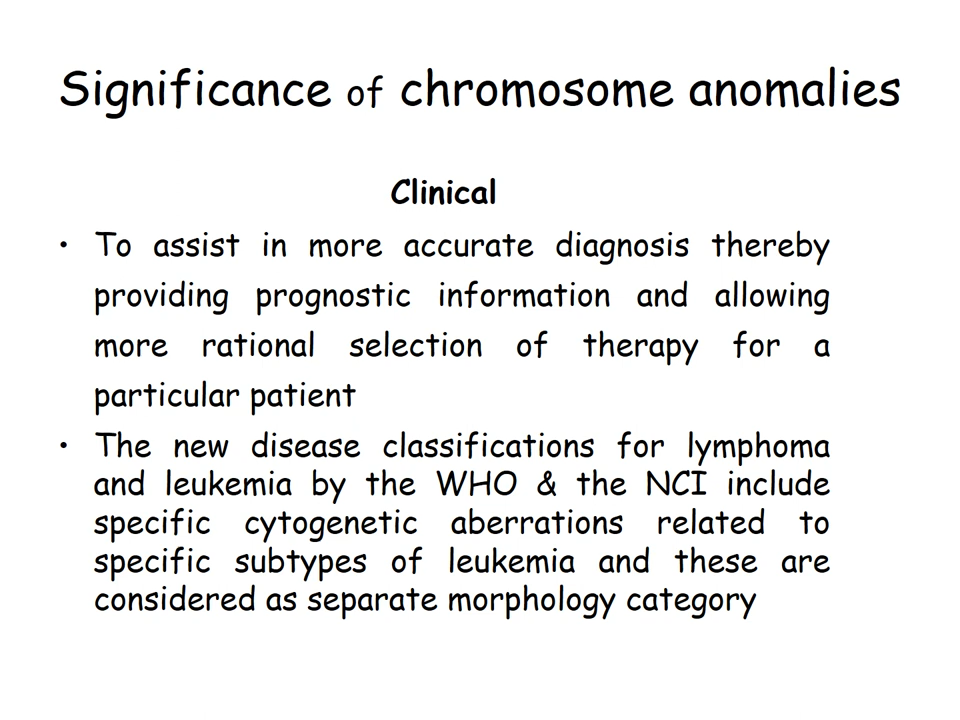 Significance of chromosome anomalies
Clinical
• To assist in more accurate diagnosis thereby
providing prognostic information and allowing
more rational selection of therapy for a
particular patient
• The new disease classifications for lymphoma
and leukemia by the WHO & the NCI include
specific cytogenetic aberrations related to
specific subtypes of leukemia and these are
considered as separate morphology category